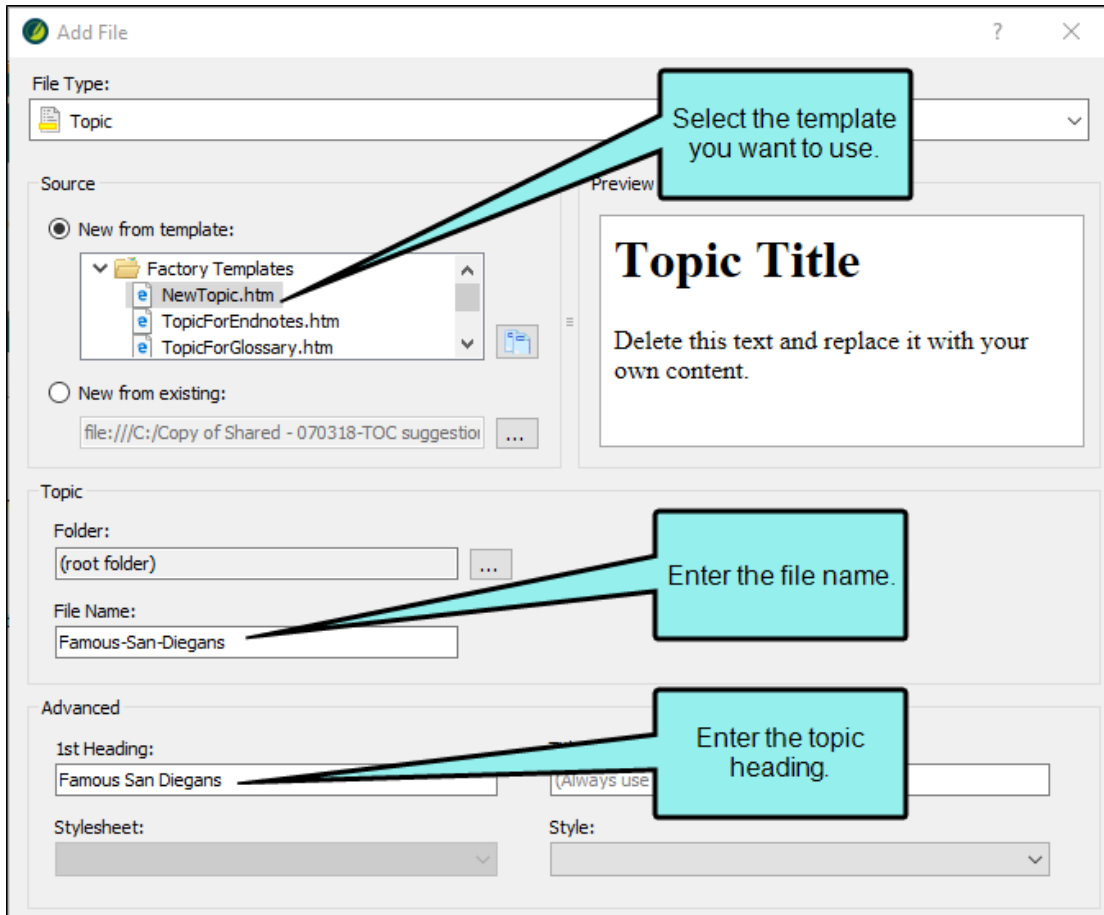 Add File
File Type:
Topic
Select the template
you want to use.
Source
Preview
New from template:
Factory Templates
NewTopic.htm
TopicForEndnotes.htm
TopicForGlossary.htm
Topic Title
Delete this text and replace it with your
own content.
New from existing:
file:///C:/Copy of Shared - 070318-TOC suggestion
...
Topic
Folder:
(root folder)
...
Enter the file name.
File Name:
Famous-San-Diegans
Advanced
Enter the topic
heading.
1st Heading:
Famous San Diegans
(Always use
Stylesheet:
Style: